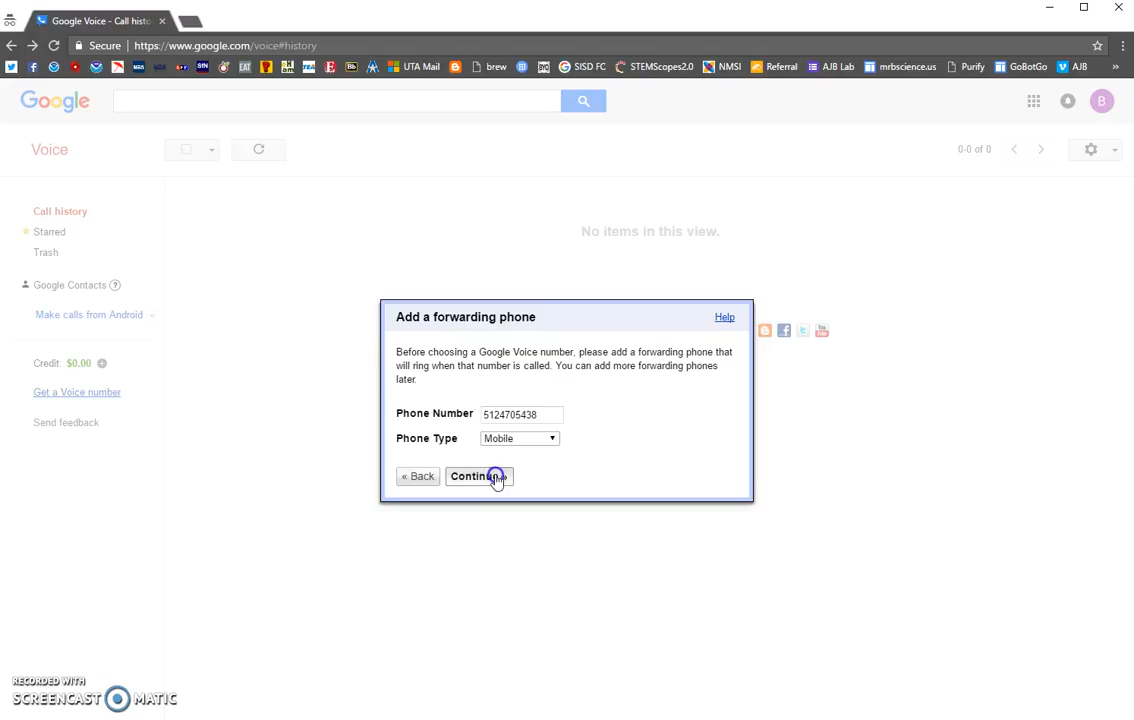 Google Voice - Call histo
Secure https://www.google.com/voice#history
EAT Bb UTA Mail brew SISD FC STEMScopes2.0 NMSI Referral AJB Lab mrbscience.us Purify GoBotGo AJB »
Google
B
Voice
0-0 of 0
Call history
Starred
Trash
No items in this view.
Google Contacts ?
Make calls from Android
Add a forwarding phone
Help
Before choosing a Google Voice number, please add a forwarding phone that
will ring when that number is called. You can add more forwarding phones
later.
Credit: $0.00
Get a Voice number
Send feedback
Phone Number 5124705438
Phone Type Mobile
« Back Continue »
RECORDED WITH
SCREENCAST MATIC